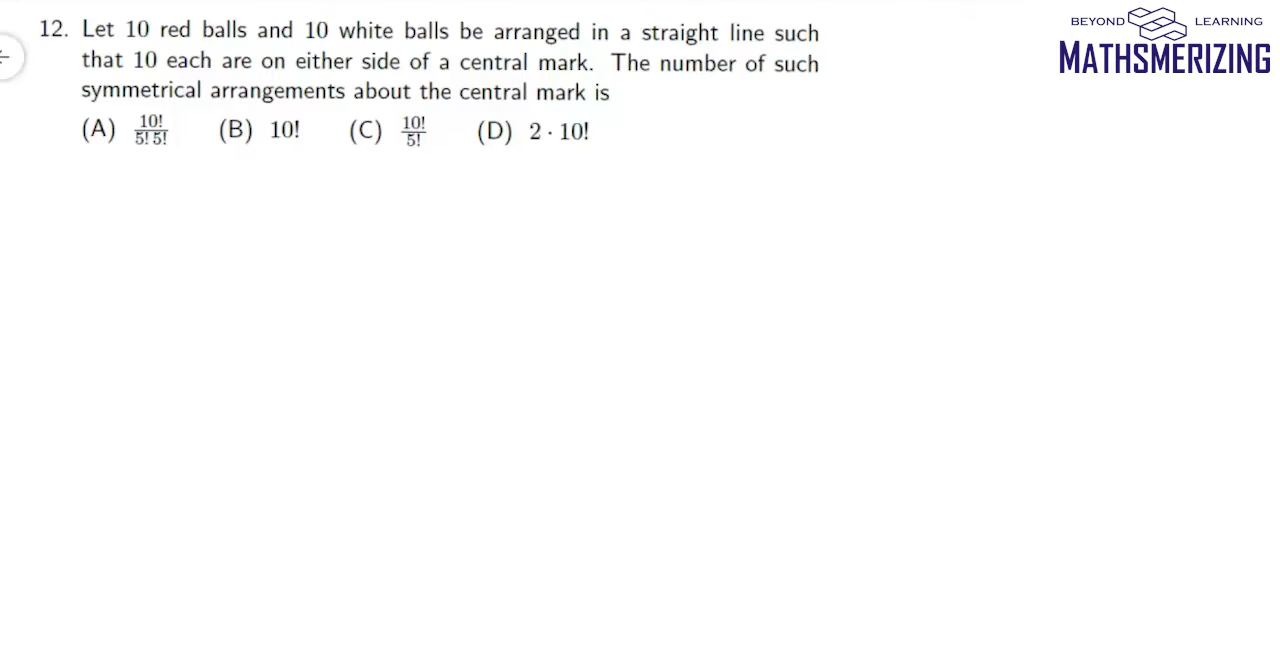 12. Let 10 red balls and 10 white balls be arranged in a straight line such
that 10 each are on either side of a central mark. The number of such
symmetrical arrangements about the central mark is
(A) 10!/5! 5! (B) 10! (C) 10!/5! (D) 2 · 10!
BEYOND LEARNING
MATHSMERIZING